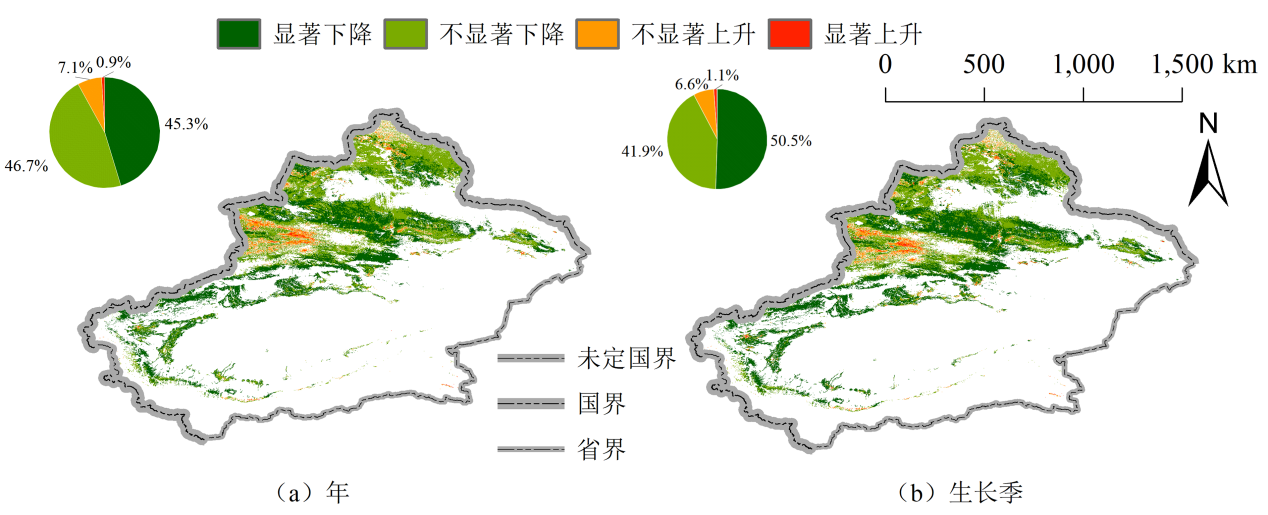 显著下降 不显著下降 不显著上升 显著上升
0 500 1,000 1,500 km
7.1% 0.9%
45.3%
46.7%
6.6% 1.1%
50.5%
41.9%
N
未定国界
国界
省界
（a）年
（b）生长季